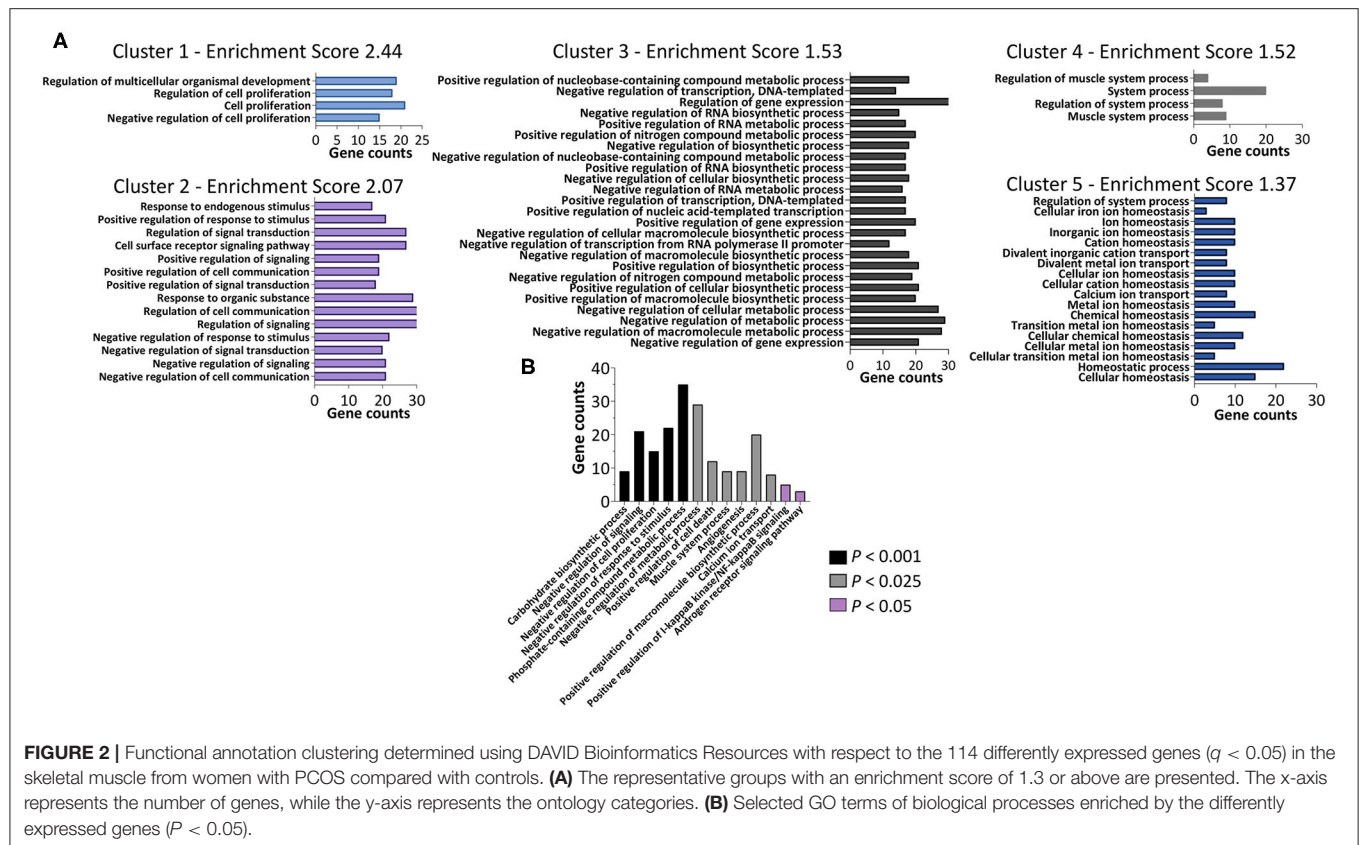 A
Cluster 1 - Enrichment Score 2.44
Regulation of multicellular organismal development
Regulation of cell proliferation
Cell proliferation
Negative regulation of cell proliferation
0 5 10 15 20 25
Gene counts
Cluster 2 - Enrichment Score 2.07
Response to endogenous stimulus
Positive regulation of response to stimulus
Regulation of signal transduction
Cell surface receptor signaling pathway
Positive regulation of signaling
Positive regulation of cell communication
Positive regulation of signal transduction
Response to organic substance
Regulation of cell communication
Regulation of signaling
Negative regulation of response to stimulus
Negative regulation of signal transduction
Negative regulation of signaling
Negative regulation of cell communication
0 10 20 30
Gene counts
Cluster 3 - Enrichment Score 1.53
Positive regulation of nucleobase-containing compound metabolic process
Negative regulation of transcription, DNA-templated
Regulation of gene expression
Negative regulation of RNA biosynthetic process
Positive regulation of RNA metabolic process
Positive regulation of nitrogen compound metabolic process
Negative regulation of biosynthetic process
Negative regulation of nucleobase-containing compound metabolic process
Positive regulation of RNA biosynthetic process
Negative regulation of cellular biosynthetic process
Negative regulation of RNA metabolic process
Positive regulation of transcription, DNA-templated
Positive regulation of nucleic acid-templated transcription
Positive regulation of gene expression
Negative regulation of cellular macromolecule biosynthetic process
Negative regulation of transcription from RNA polymerase II promoter
Negative regulation of macromolecule biosynthetic process
Positive regulation of biosynthetic process
Negative regulation of nitrogen compound metabolic process
Positive regulation of cellular biosynthetic process
Positive regulation of macromolecule biosynthetic process
Negative regulation of cellular metabolic process
Negative regulation of metabolic process
Negative regulation of macromolecule metabolic process
Negative regulation of gene expression
0 10 20 30
Gene counts
Cluster 4 - Enrichment Score 1.52
Regulation of muscle system process
System process
Regulation of system process
Muscle system process
0 10 20 30
Gene counts
Cluster 5 - Enrichment Score 1.37
Regulation of system process
Cellular iron ion homeostasis
Ion homeostasis
Inorganic ion homeostasis
Cation homeostasis
Divalent inorganic cation transport
Divalent metal ion transport
Cellular ion homeostasis
Cellular cation homeostasis
Calcium ion transport
Metal ion homeostasis
Chemical homeostasis
Transition metal ion homeostasis
Cellular chemical homeostasis
Cellular metal ion homeostasis
Cellular transition metal ion homeostasis
Homeostatic process
Cellular homeostasis
0 10 20 30
Gene counts
B
Gene counts
40
30
20
10
0
Carbohydrate biosynthetic process
Negative regulation of signaling
Negative regulation of cell proliferation
Negative regulation of response to stimulus
Phosphate-containing compound metabolic process
Negative regulation of metabolic process
Positive regulation of cell death
Muscle system process
Angiogenesis
Positive regulation of macromolecule biosynthetic process
Calcium ion transport
Positive regulation of I-kappaB kinase/NF-kappaB signaling
Androgen receptor signaling pathway
P < 0.001
P < 0.025
P < 0.05
FIGURE 2 | Functional annotation clustering determined using DAVID Bioinformatics Resources with respect to the 114 differently expressed genes (q < 0.05) in the
skeletal muscle from women with PCOS compared with controls. (A) The representative groups with an enrichment score of 1.3 or above are presented. The x-axis
represents the number of genes, while the y-axis represents the ontology categories. (B) Selected GO terms of biological processes enriched by the differently
expressed genes (P < 0.05).